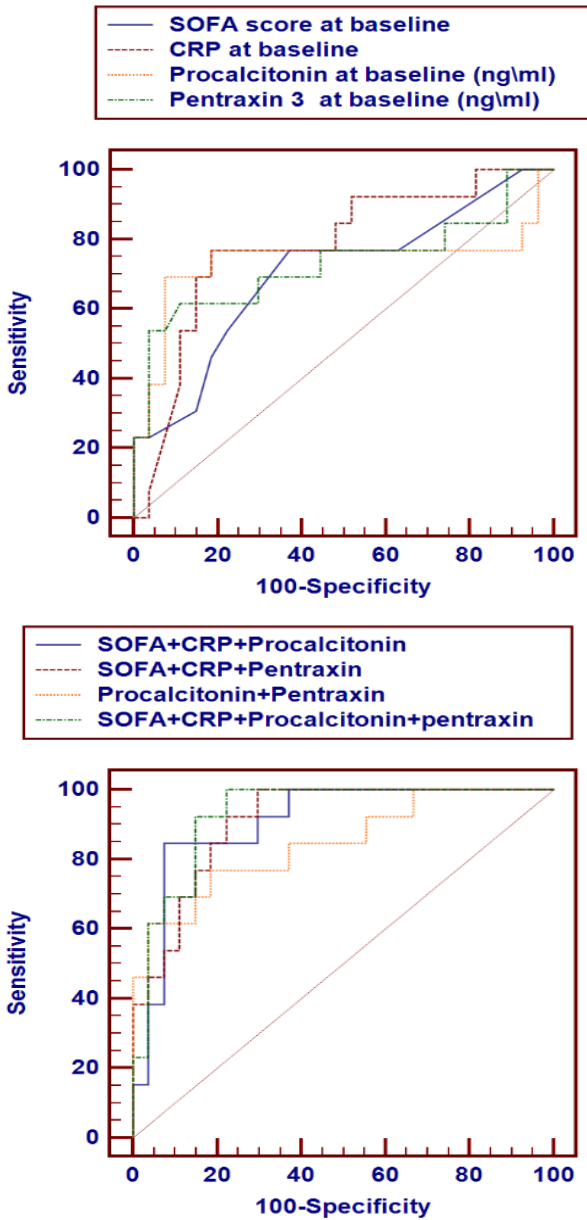 SOFA score at baseline
CRP at baseline
Procalcitonin at baseline (ng\ml)
Pentraxin 3 at baseline (ng\ml)
100
80
60
40
20
0
Sensitivity
0 20 40 60 80 100
100-Specificity
SOFA+CRP+Procalcitonin
SOFA+CRP+Pentraxin
Procalcitonin+Pentraxin
SOFA+CRP+Procalcitonin+pentraxin
100
80
60
40
20
0
Sensitivity
0 20 40 60 80 100
100-Specificity